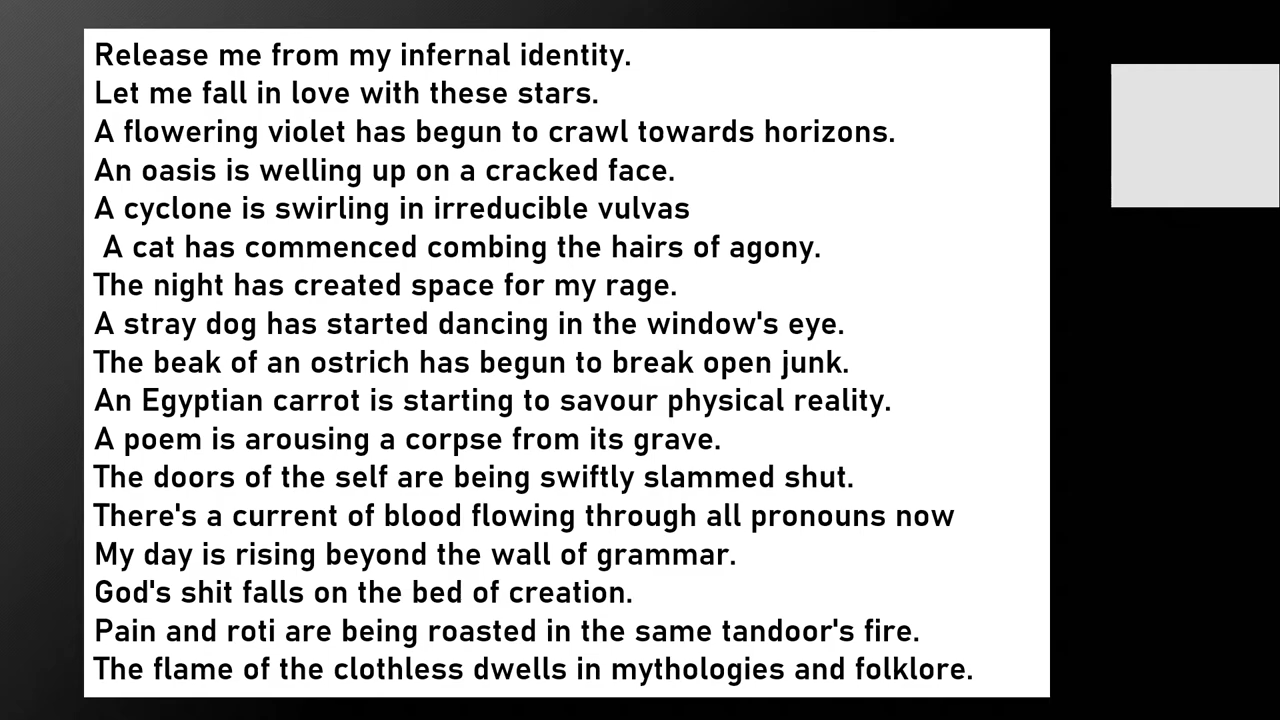 Release me from my infernal identity.
Let me fall in love with these stars.
A flowering violet has begun to crawl towards horizons.
An oasis is welling up on a cracked face.
A cyclone is swirling in irreducible vulvas
A cat has commenced combing the hairs of agony.
The night has created space for my rage.
A stray dog has started dancing in the window's eye.
The beak of an ostrich has begun to break open junk.
An Egyptian carrot is starting to savour physical reality.
A poem is arousing a corpse from its grave.
The doors of the self are being swiftly slammed shut.
There's a current of blood flowing through all pronouns now
My day is rising beyond the wall of grammar.
God's shit falls on the bed of creation.
Pain and roti are being roasted in the same tandoor's fire.
The flame of the clothless dwells in mythologies and folklore.